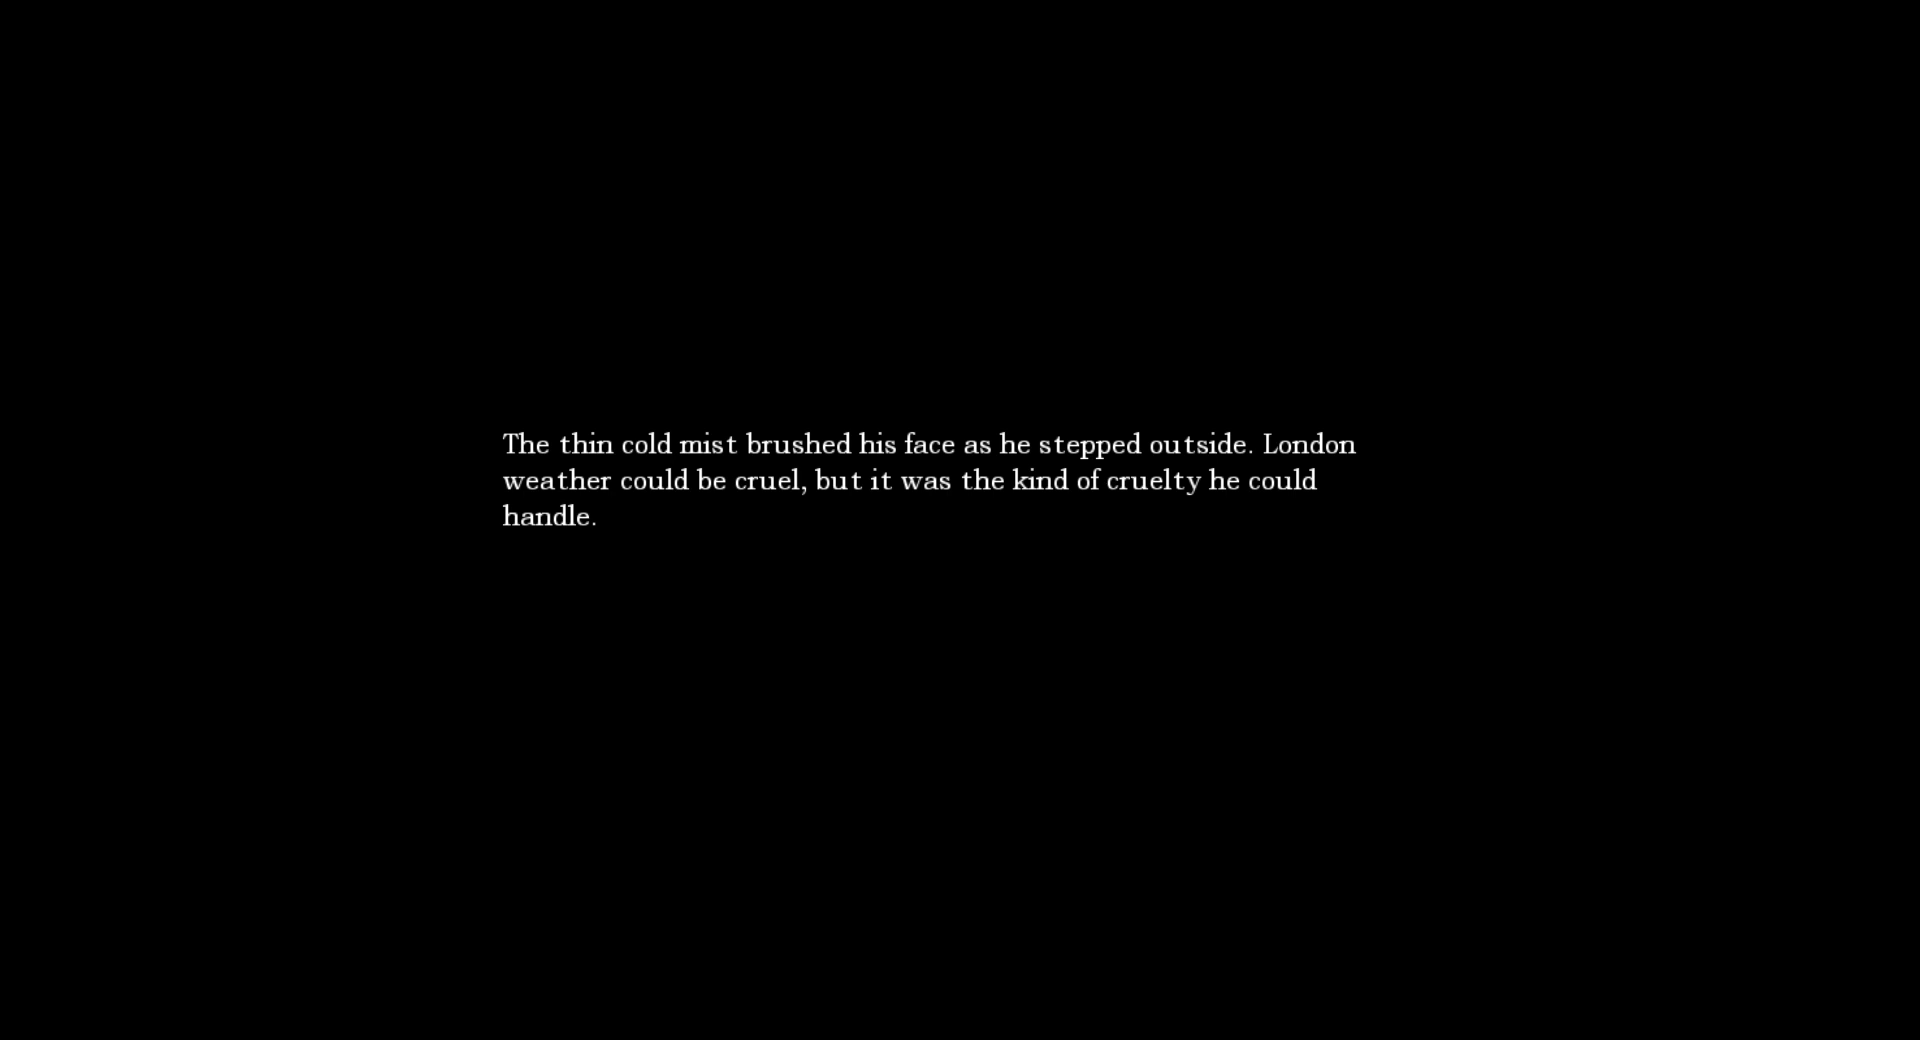 The thin cold mist brushed his face as he stepped outside. London
weather could be cruel, but it was the kind of cruelty he could
handle.